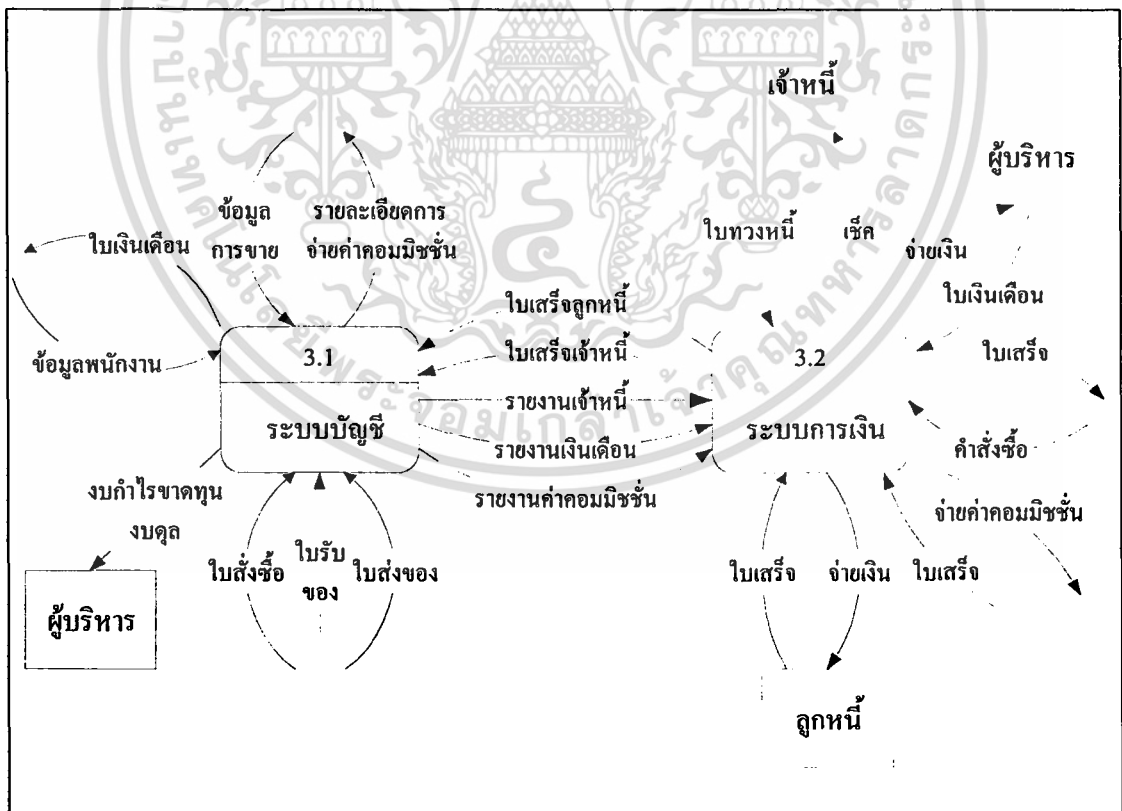 เจ้าหนี้
ผู้บริหาร
ข้อมูล
การขาย
รายละเอียดการ
จ่ายค่าคอมมิชชั่น
ใบทวงหนี้
เช็ค
จ่ายเงิน
ใบเงินเดือน
ใบเสร็จลูกหนี้
ใบเงินเดือน
ข้อมูลพนักงาน
3.1
ใบเสร็จเจ้าหนี้
3.2
ใบเสร็จ
รายงานเจ้าหนี้
ระบบบัญชี
รายงานเงินเดือน
ระบบการเงิน
คำสั่งซื้อ
งบกำไรขาดทุน
งบดุล
รายงานค่าคอมมิชชั่น
จ่ายค่าคอมมิชชั่น
ใบสั่งซื้อ
ใบรับ
ของ
ใบส่งของ
ใบเสร็จ
จ่ายเงิน
ใบเสร็จ
ผู้บริหาร
ลูกหนี้